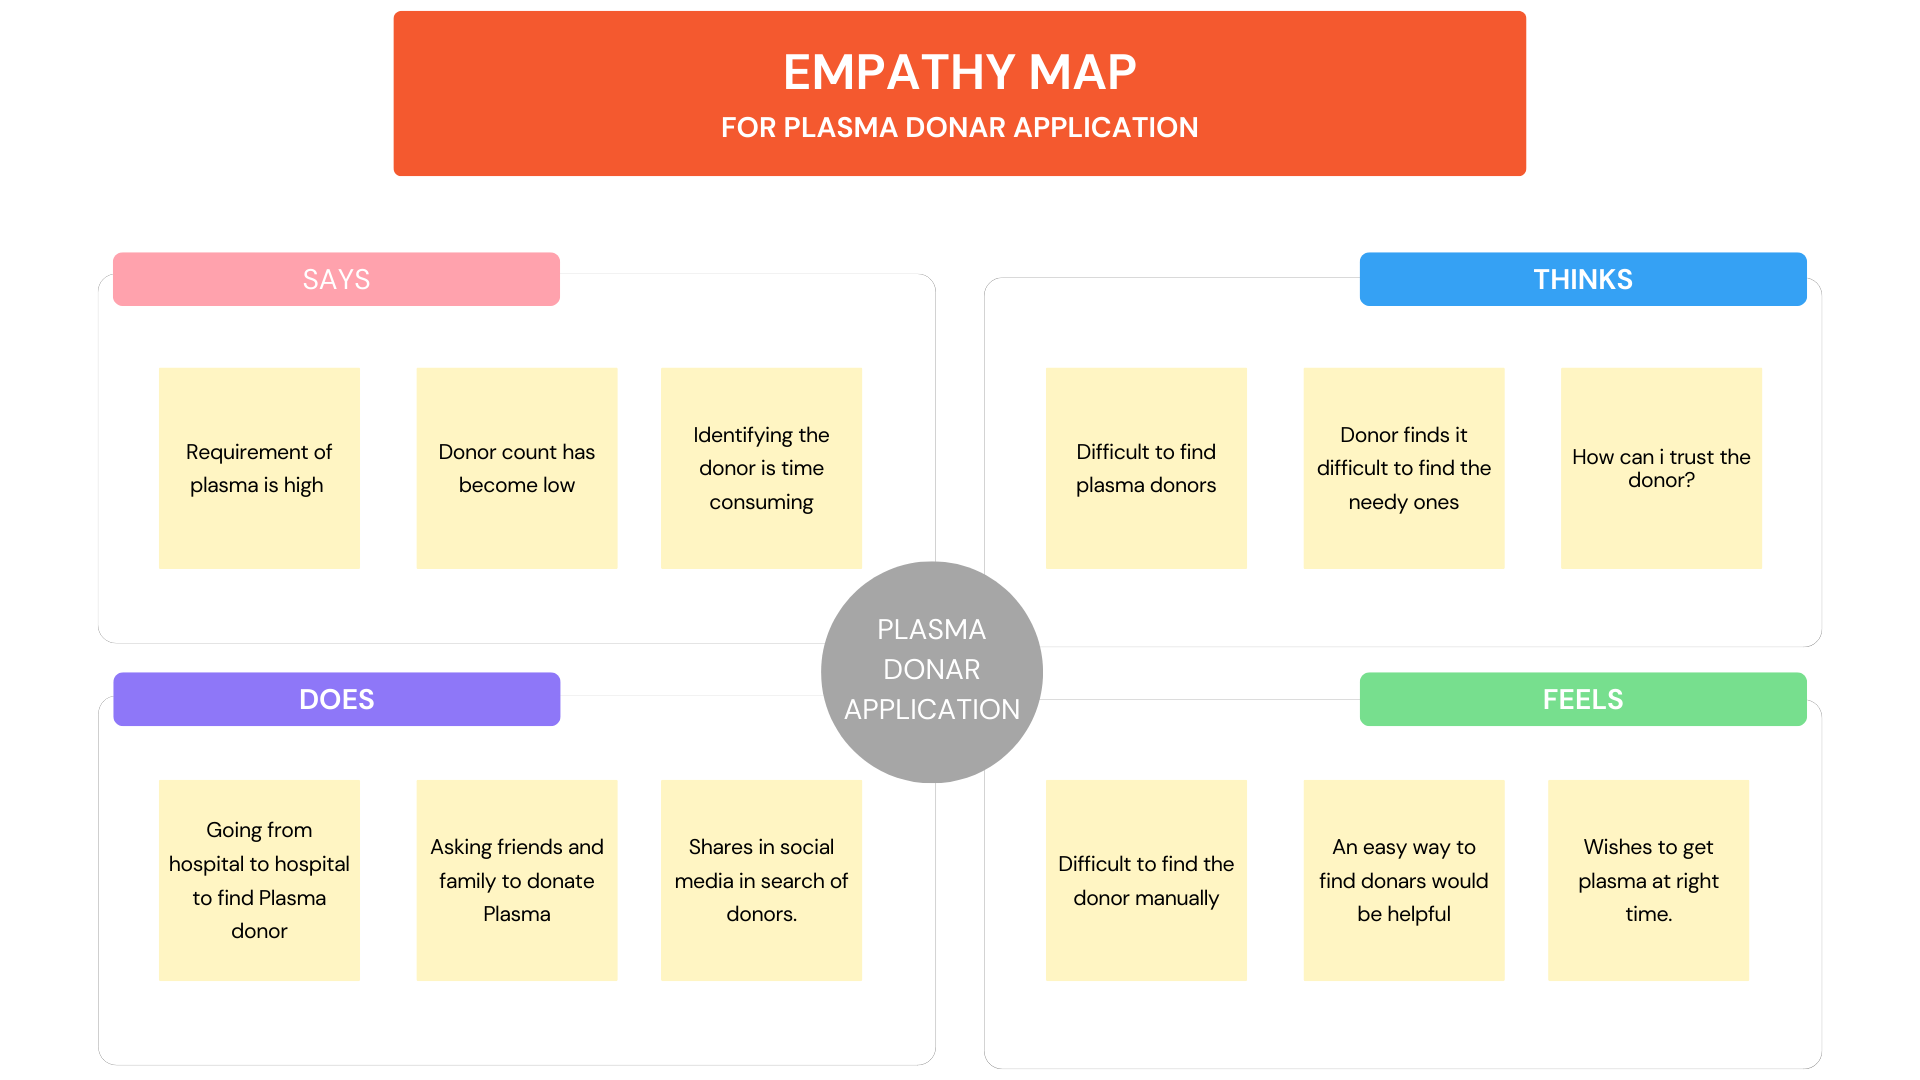 EMPATHY MAP
FOR PLASMA DONAR APPLICATION
SAYS
Requirement of
plasma is high
Donor count has
become low
Identifying the
donor is time
consuming
THINKS
Difficult to find
plasma donors
Donor finds it
difficult to find the
needy ones
How can i trust the
donor?
PLASMA
DONAR
APPLICATION
DOES
Going from
hospital to hospital
to find Plasma
donor
Asking friends and
family to donate
Plasma
Shares in social
media in search of
donors.
FEELS
Difficult to find the
donor manually
An easy way to
find donars would
be helpful
Wishes to get
plasma at right
time.